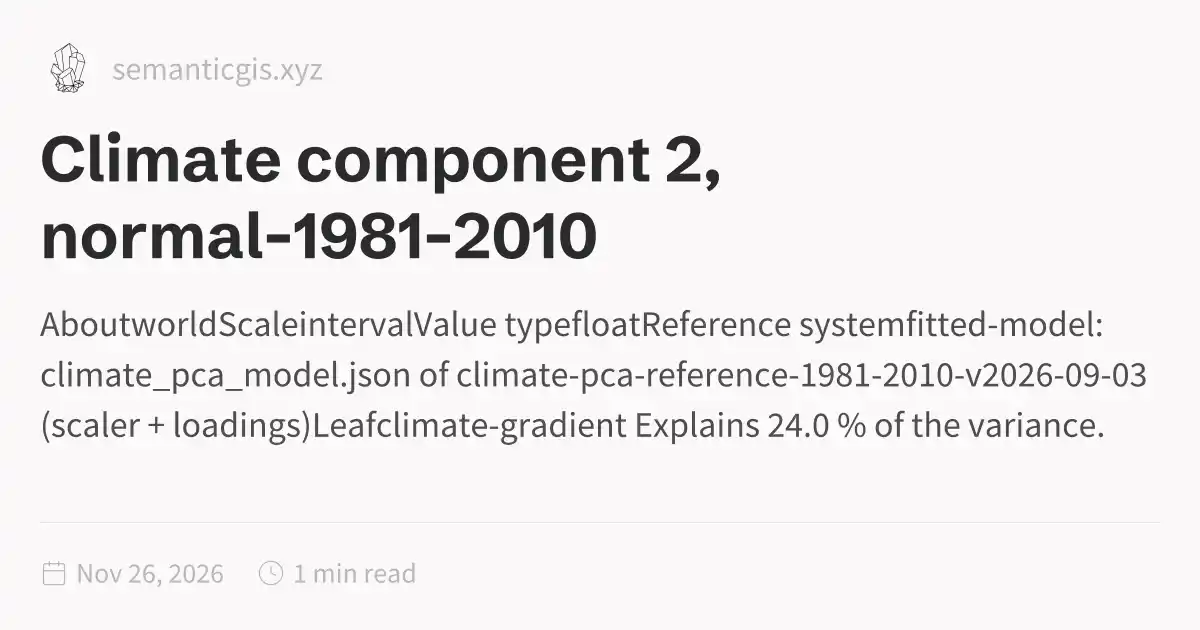 semanticgis.xyz
Climate component 2,
normal-1981-2010
AboutworldScaleintervalValue typefloatReference systemfitted-model:
climate_pca_model.json of climate-pca-reference-1981-2010-v2026-09-03
(scaler + loadings)Leafclimate-gradient Explains 24.0 % of the variance.
Nov 26, 2026 1 min read